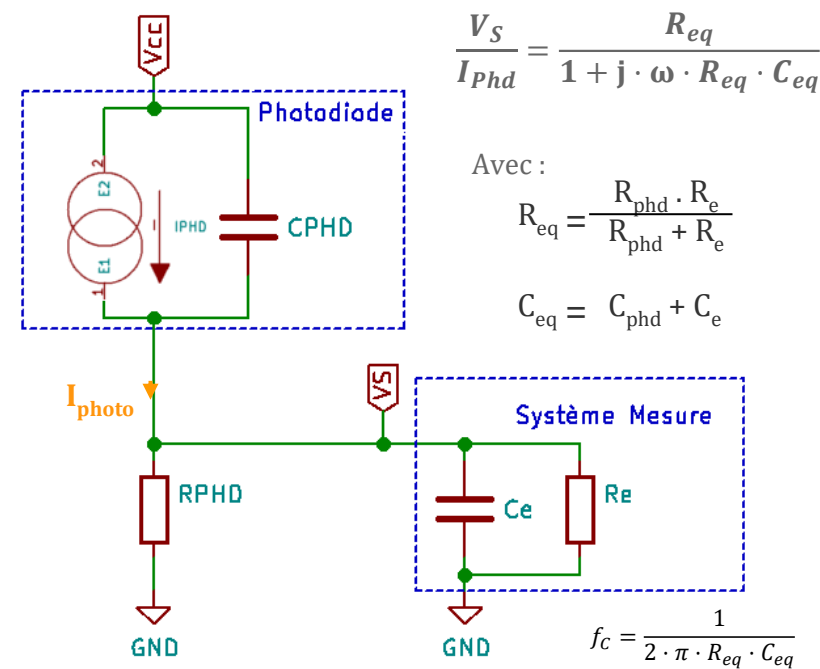 Vcc
V_S / I_Phd = R_eq / (1 + j · ω · R_eq · C_eq)
Photodiode
2
E2
I
IPHD
CPHD
E1
1
Avec :
R_eq = (R_phd . R_e) / (R_phd + R_e)
C_eq = C_phd + C_e
I_photo
VS
Système Mesure
RPHD
Ce
Re
GND
GND
f_C = 1 / (2 · π · R_eq · C_eq)